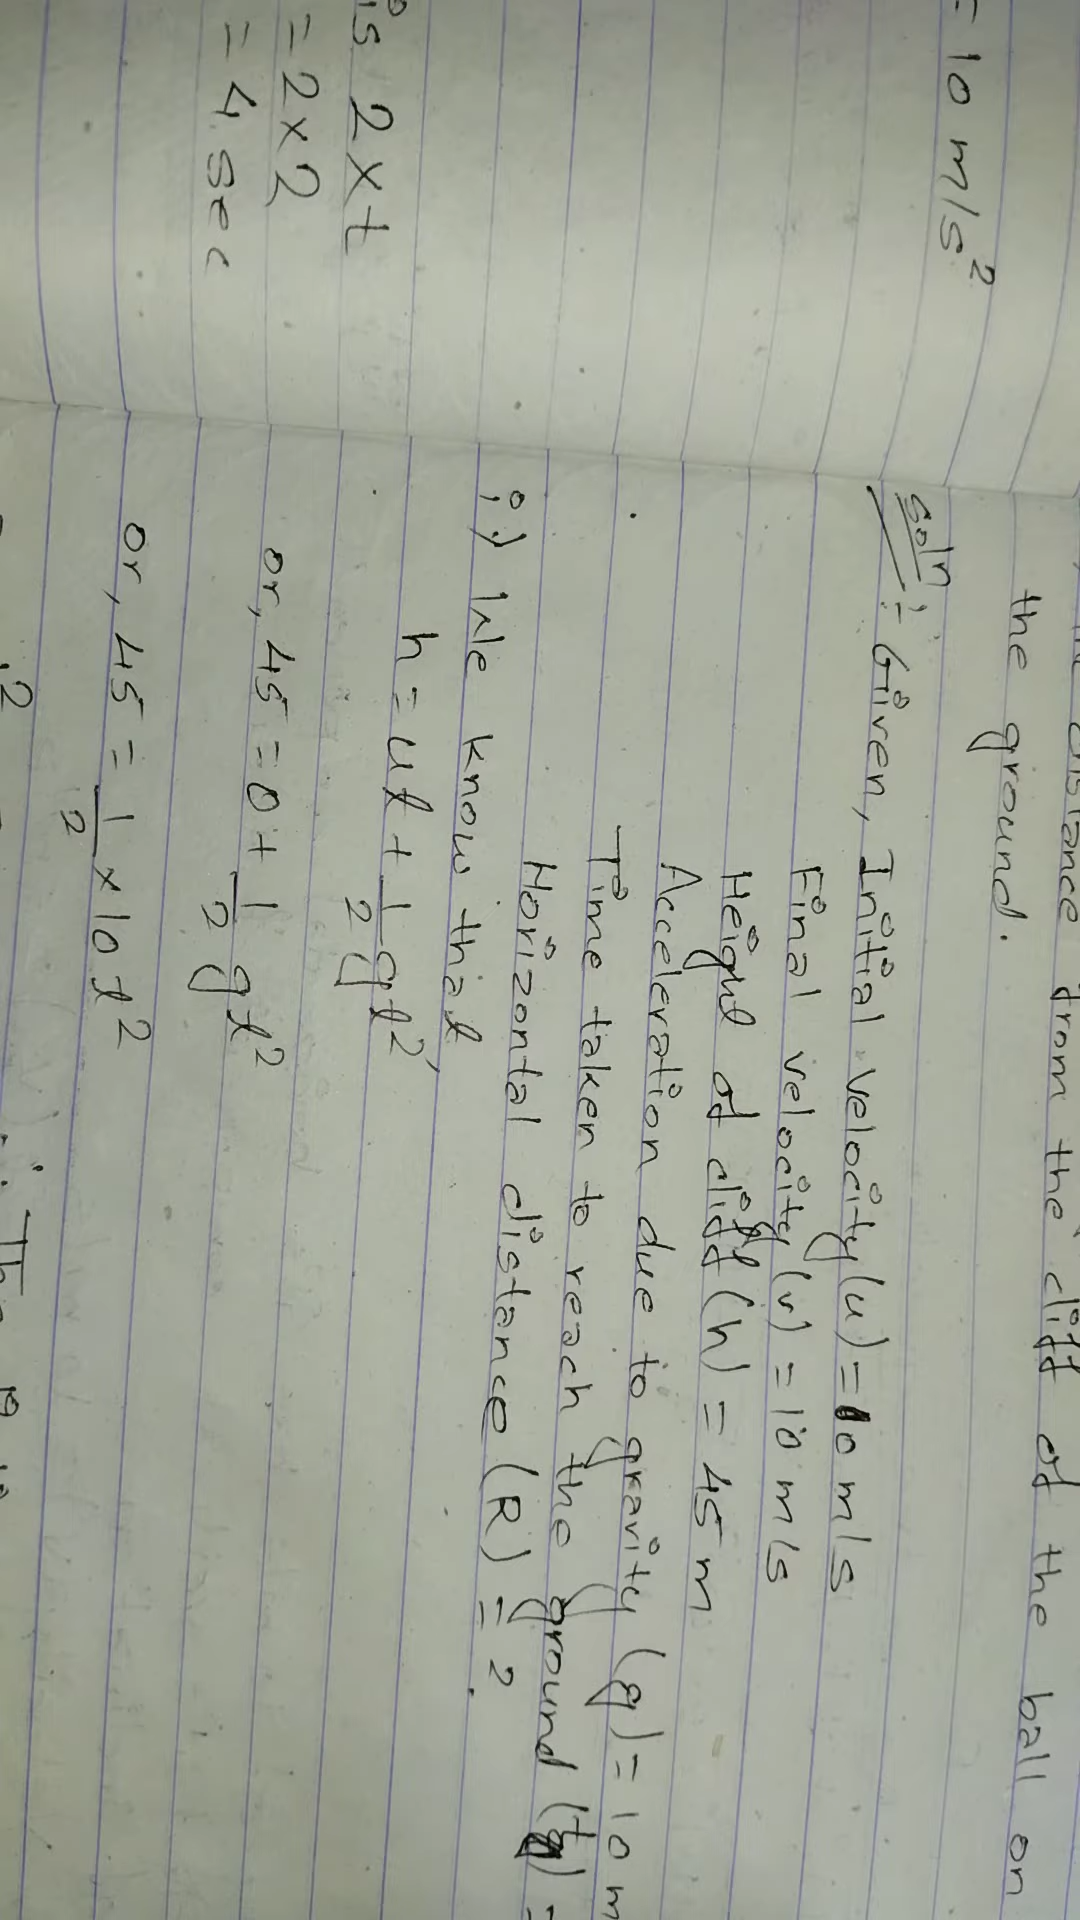 = 10 m/s²
is 2×t
= 2×2
= 4 sec
distance from the cliff of the ball on
the ground.
Soln : Given, Initial velocity (u) = 0 m/s
Final velocity (v) = 10 m/s
Height of cliff (h) = 45 m
Acceleration due to gravity (g) = 10 m
Time taken to reach the ground (t) =
Horizontal distance (R) = ?
i) We know that
h = ut + 1/2 gt²
or, 45 = 0 + 1/2 gt²
or, 45 = 1/2 × 10t²